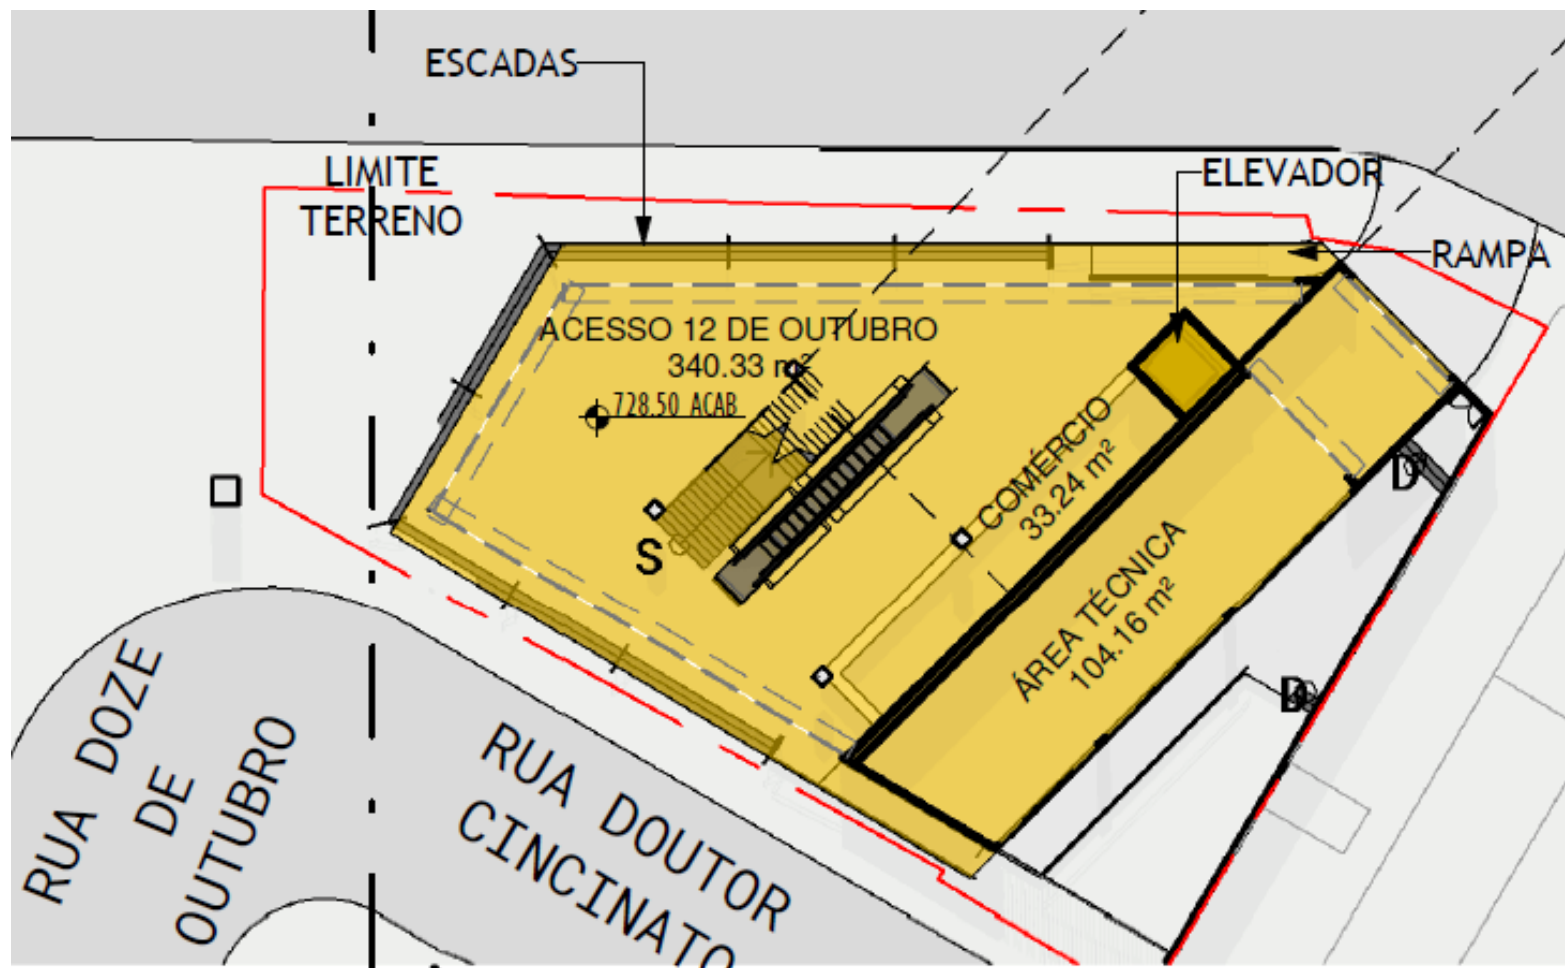 ESCADAS
LIMITE
TERRENO
ELEVADOR
RAMPA
ACESSO 12 DE OUTUBRO
340.33 m²
728.50 ACAB
S
COMÉRCIO
33.24 m²
ÁREA TÉCNICA
104.16 m²
D
D
RUA DOZE
DE
OUTUBRO
RUA DOUTOR
CINCINATO